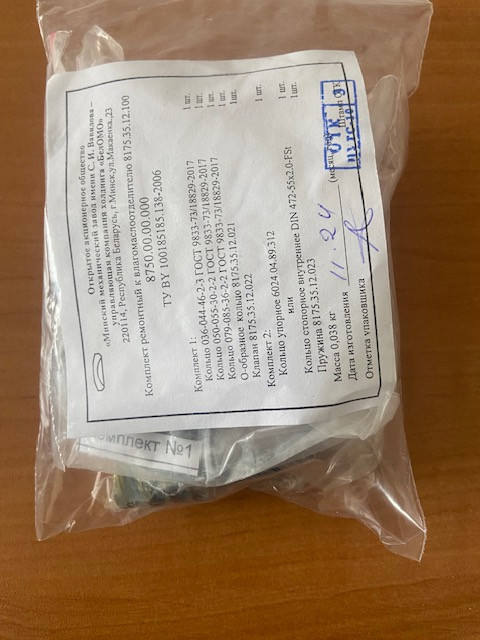 Открытое акционерное общество
«Минский механический завод имени С. И. Вавилова –
управляющая компания холдинга «БелОМО»
220114, Республика Беларусь, г.Минск,ул.Макаенка, 23
Комплект ремонтный к влагомаслоотделителю 8175.35.12.100
8750.00.00.000
ТУ BY 100185185.138-2006
Комплект 1:
Кольцо 036-044-46-2-3 ГОСТ 9833-73/18829-2017 1 шт.
Кольцо 050-055-30-2-2 ГОСТ 9833-73/18829-2017 1 шт.
Кольцо 079-085-36-2-2 ГОСТ 9833-73/18829-2017 1 шт.
О-образное кольцо 8175.35.12.021 1 шт.
Клапан 8175.35.12.022 1шт.
Комплект 2:
Кольцо упорное 6024.04.89.312 1 шт.
или
Кольцо стопорное внутреннее DIN 472-55x2.0-FSt 1 шт.
Пружина 8175.35.12.023 1шт.
Масса 0,038 кг
Дата изготовления 11.24
Отметка упаковщика
ОТК
омплект №1